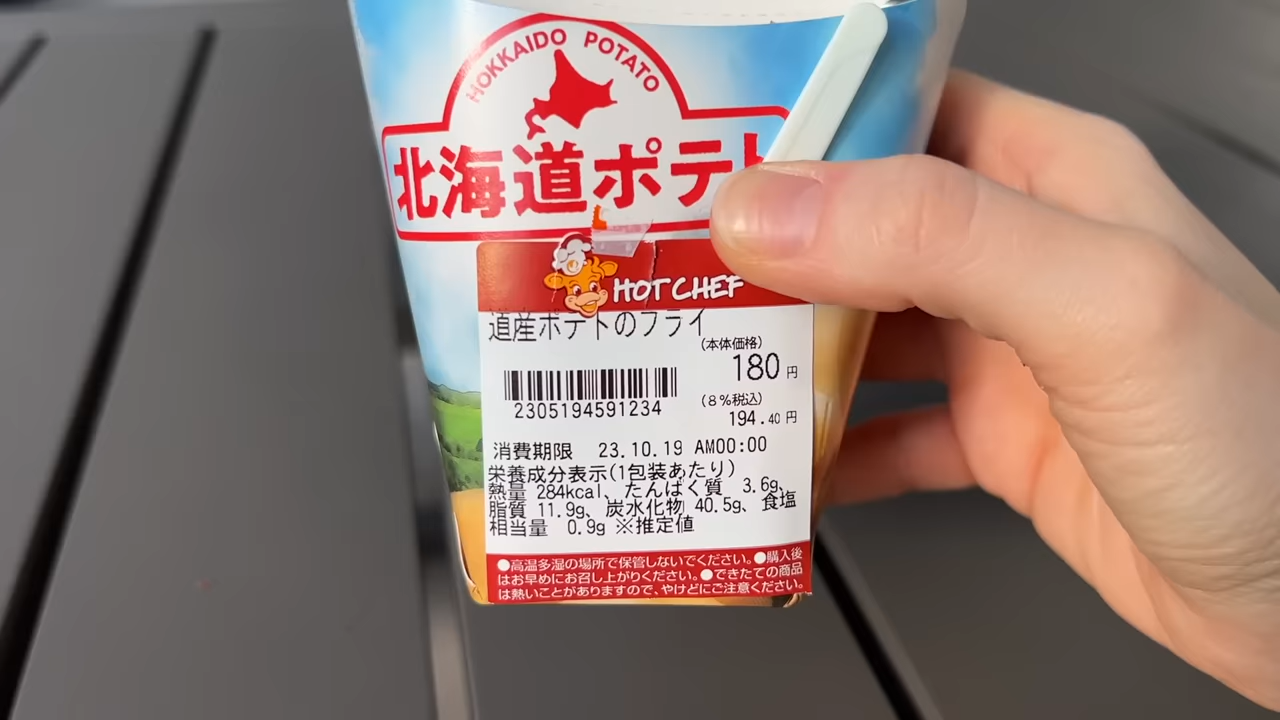 HOKKAIDO POTATO
北海道ポテト
HOT CHEF
道産ポテトのフライ
(本体価格)
180 円
2305194591234
(8%税込)
194.40 円
消費期限 23.10.19 AM00:00
栄養成分表示(1包装あたり)
熱量 284kcal、たんぱく質 3.6g、
脂質 11.9g、炭水化物 40.5g、食塩
相当量 0.9g ※推定値
●高温多湿の場所で保管しないでください。●購入後
はお早めにお召し上がりください。●できたての商品
は熱いことがありますので、やけどにご注意ください。